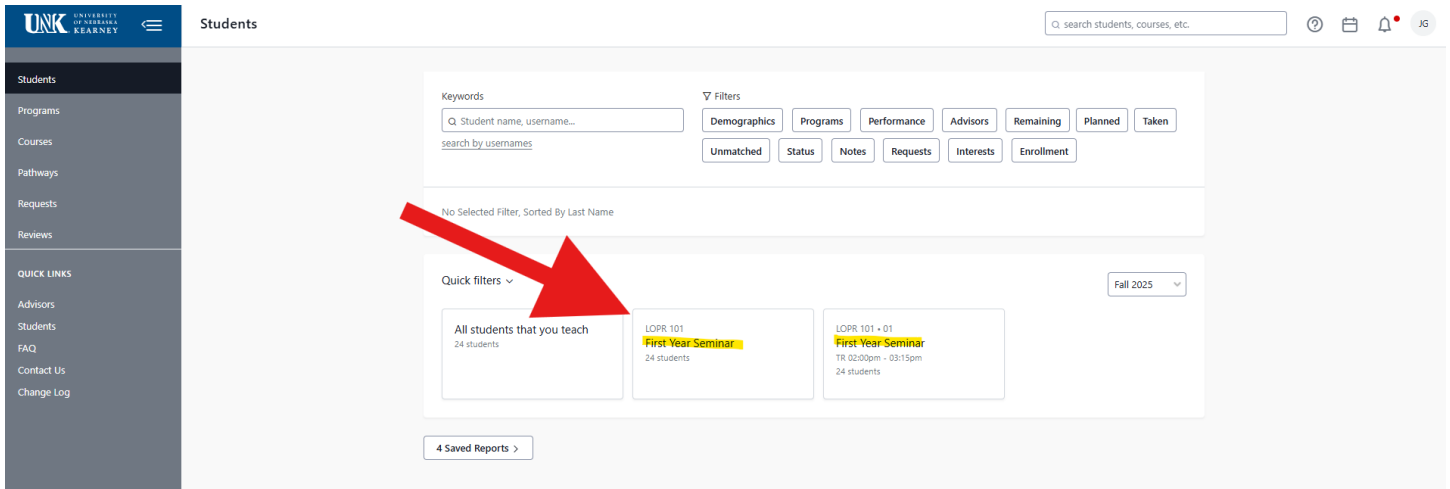 UNK UNIVERSITY OF NEBRASKA KEARNEY
Students
search students, courses, etc.
JG
Students
Programs
Courses
Pathways
Requests
Reviews
QUICK LINKS
Advisors
Students
FAQ
Contact Us
Change Log
Keywords
Student name, username...
search by usernames
Filters
Demographics Programs Performance Advisors Remaining Planned Taken
Unmatched Status Notes Requests Interests Enrollment
No Selected Filter, Sorted By Last Name
Quick filters
Fall 2025
All students that you teach
24 students
LOPR 101
First Year Seminar
24 students
LOPR 101 • 01
First Year Seminar
TR 02:00pm - 03:15pm
24 students
4 Saved Reports >